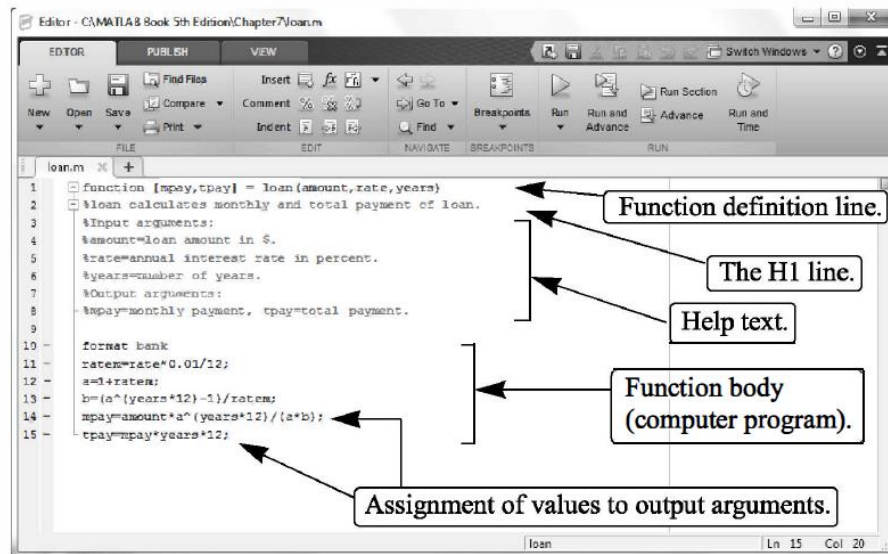 Editor - C:\MATLAB Book 5th Edition\Chapter7\loan.m
EDITOR PUBLISH VIEW
Switch Windows
New Open Save
Find Files
Compare
Print
FILE
Insert fx
Comment %
Indent
EDIT
Go To
Find
NAVIGATE
Breakpoints
BREAKPOINTS
Run
Run and Advance
Run Section
Advance
Run and Time
RUN
loan.m
1 function [mpay,tpay] = loan(amount,rate,years)
2 %loan calculates monthly and total payment of loan.
3 %Input arguments:
4 %amount=loan amount in $.
5 %rate=annual interest rate in percent.
6 %years=number of years.
7 %Output arguments:
8 %mpay=monthly payment, tpay=total payment.
9
10 format bank
11 ratem=rate*0.01/12;
12 a=1+ratem;
13 b=(a^(years*12)-1)/ratem;
14 mpay=amount*a^(years*12)/(a*b);
15 tpay=mpay*years*12;
Function definition line.
The H1 line.
Help text.
Function body
(computer program).
Assignment of values to output arguments.
loan Ln 15 Col 20